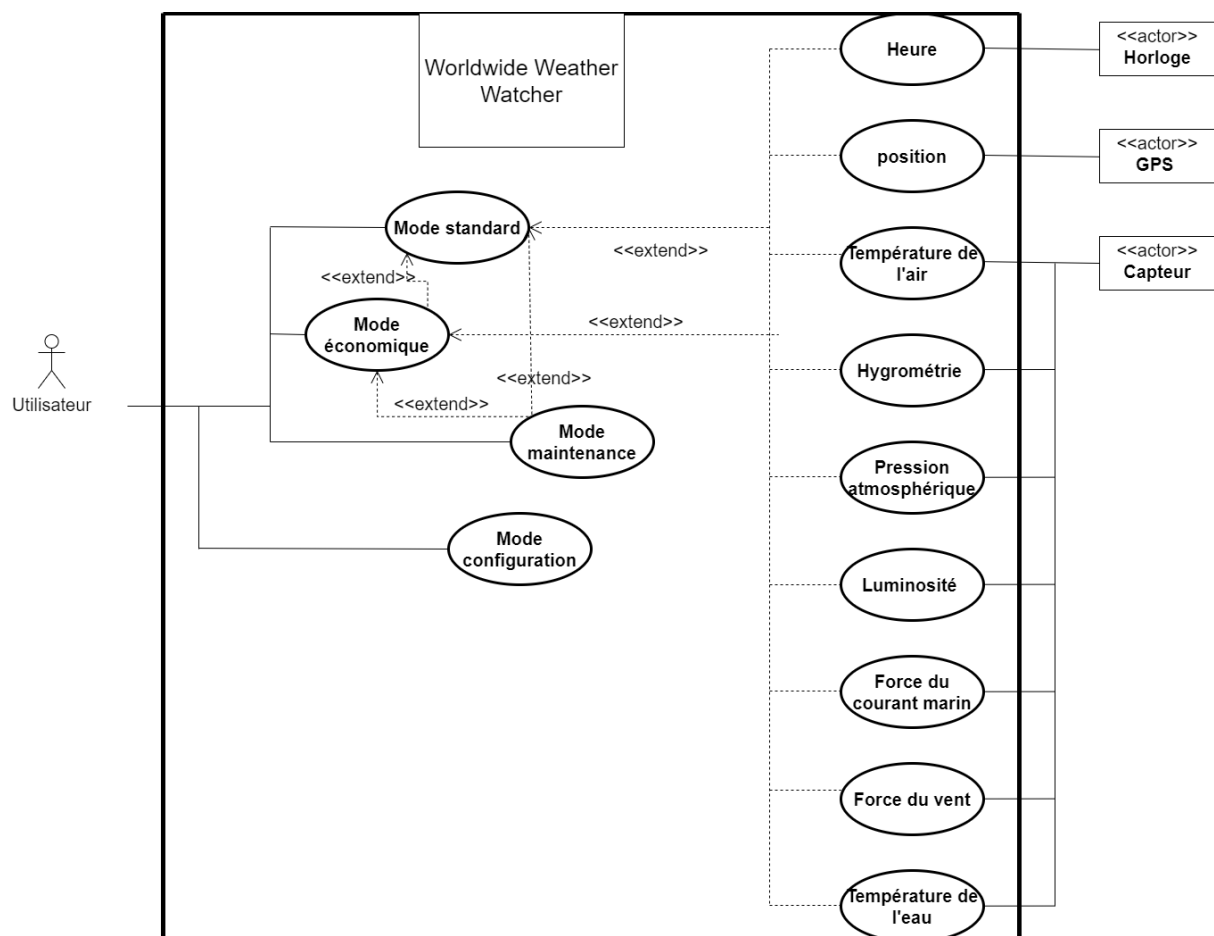 Worldwide Weather
Watcher
Heure
<<actor>>
Horloge
position
<<actor>>
GPS
Mode standard
<<extend>>
Température de
l'air
<<actor>>
Capteur
<<extend>>
Mode
économique
<<extend>>
Utilisateur
Hygrométrie
<<extend>>
<<extend>>
Mode
maintenance
Pression
atmosphérique
Mode
configuration
Luminosité
Force du
courant marin
Force du vent
Température de
l'eau